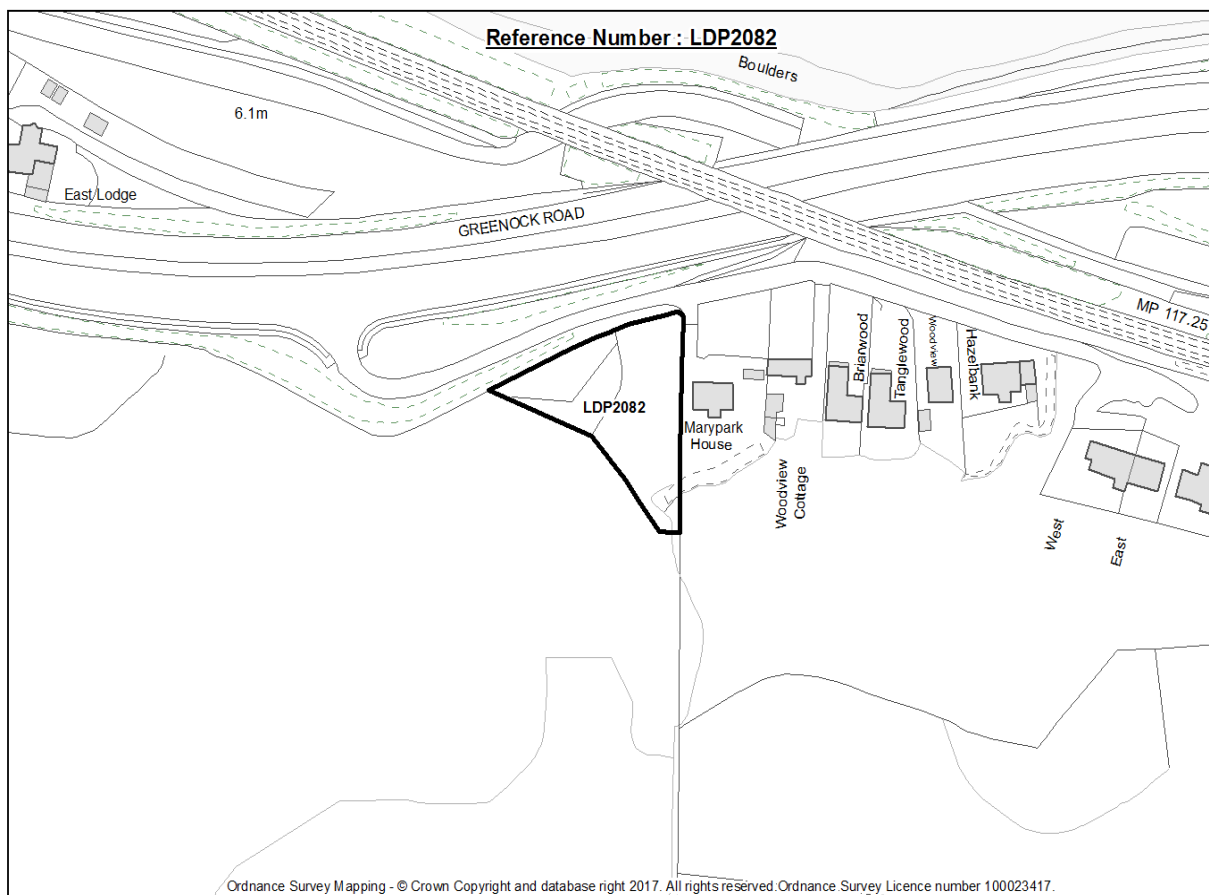 Reference Number : LDP2082
Boulders
6.1m
East Lodge
GREENOCK ROAD
MP 117.25
LDP2082
Marypark
House
Woodview
Cottage
Briarwood
Tanglewood
Woodview
Hazelbank
West
East
Ordnance Survey Mapping - © Crown Copyright and database right 2017. All rights reserved.Ordnance Survey Licence number 100023417.